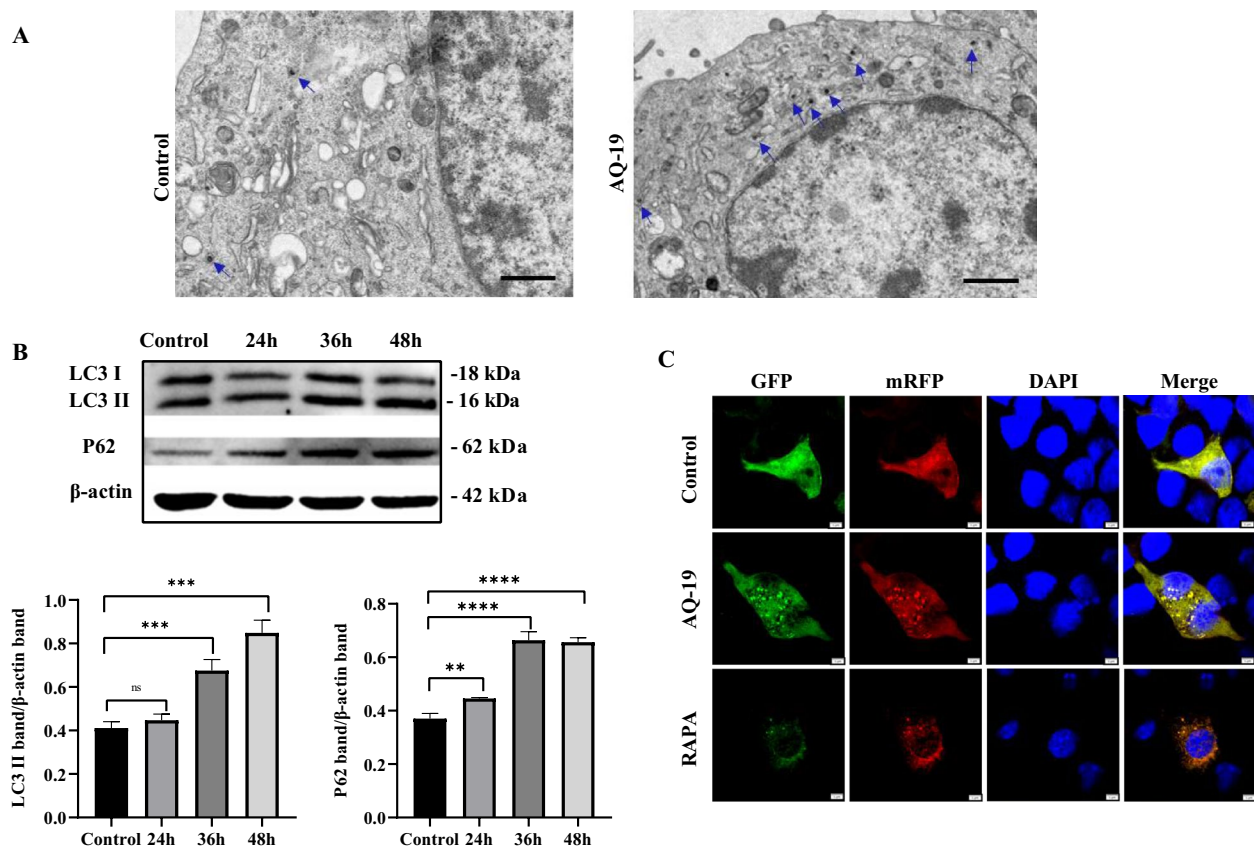 A
Control
AQ-19
B
Control 24h 36h 48h
LC3 I -18 kDa
LC3 II - 16 kDa
P62 - 62 kDa
β-actin - 42 kDa
LC3 II band/β-actin band
1.0
0.8
0.6
0.4
0.2
0.0
ns
***
***
Control 24h 36h 48h
P62 band/β-actin band
0.8
0.6
0.4
0.2
0.0
**
****
****
Control 24h 36h 48h
C
GFP mRFP DAPI Merge
Control
AQ-19
RAPA